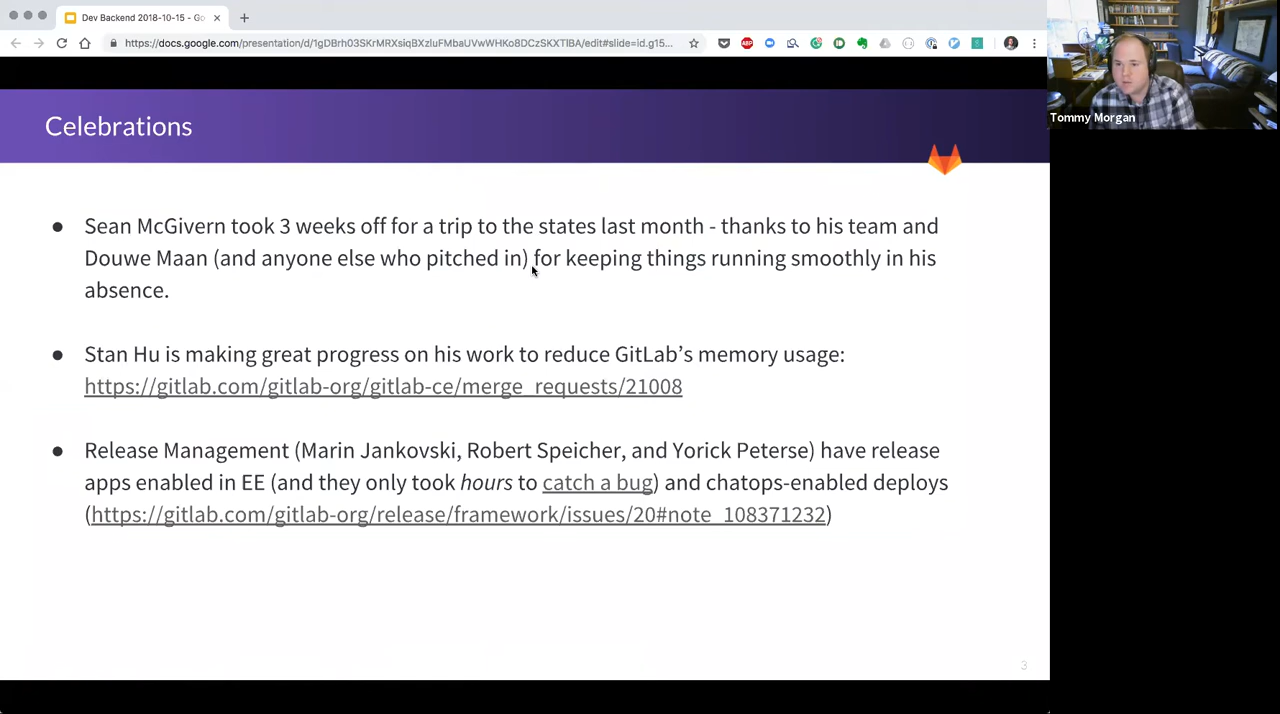 Dev Backend 2018-10-15 - Go
https://docs.google.com/presentation/d/1gDBrh03SKrMRXsiqBXzluFMbaUVwWHKo8DCzSKXTlBA/edit#slide=id.g15...
ABP
Tommy Morgan
Celebrations
● Sean McGivern took 3 weeks off for a trip to the states last month - thanks to his team and
Douwe Maan (and anyone else who pitched in) for keeping things running smoothly in his
absence.
● Stan Hu is making great progress on his work to reduce GitLab’s memory usage:
https://gitlab.com/gitlab-org/gitlab-ce/merge_requests/21008
● Release Management (Marin Jankovski, Robert Speicher, and Yorick Peterse) have release
apps enabled in EE (and they only took hours to catch a bug) and chatops-enabled deploys
(https://gitlab.com/gitlab-org/release/framework/issues/20#note_108371232)
3